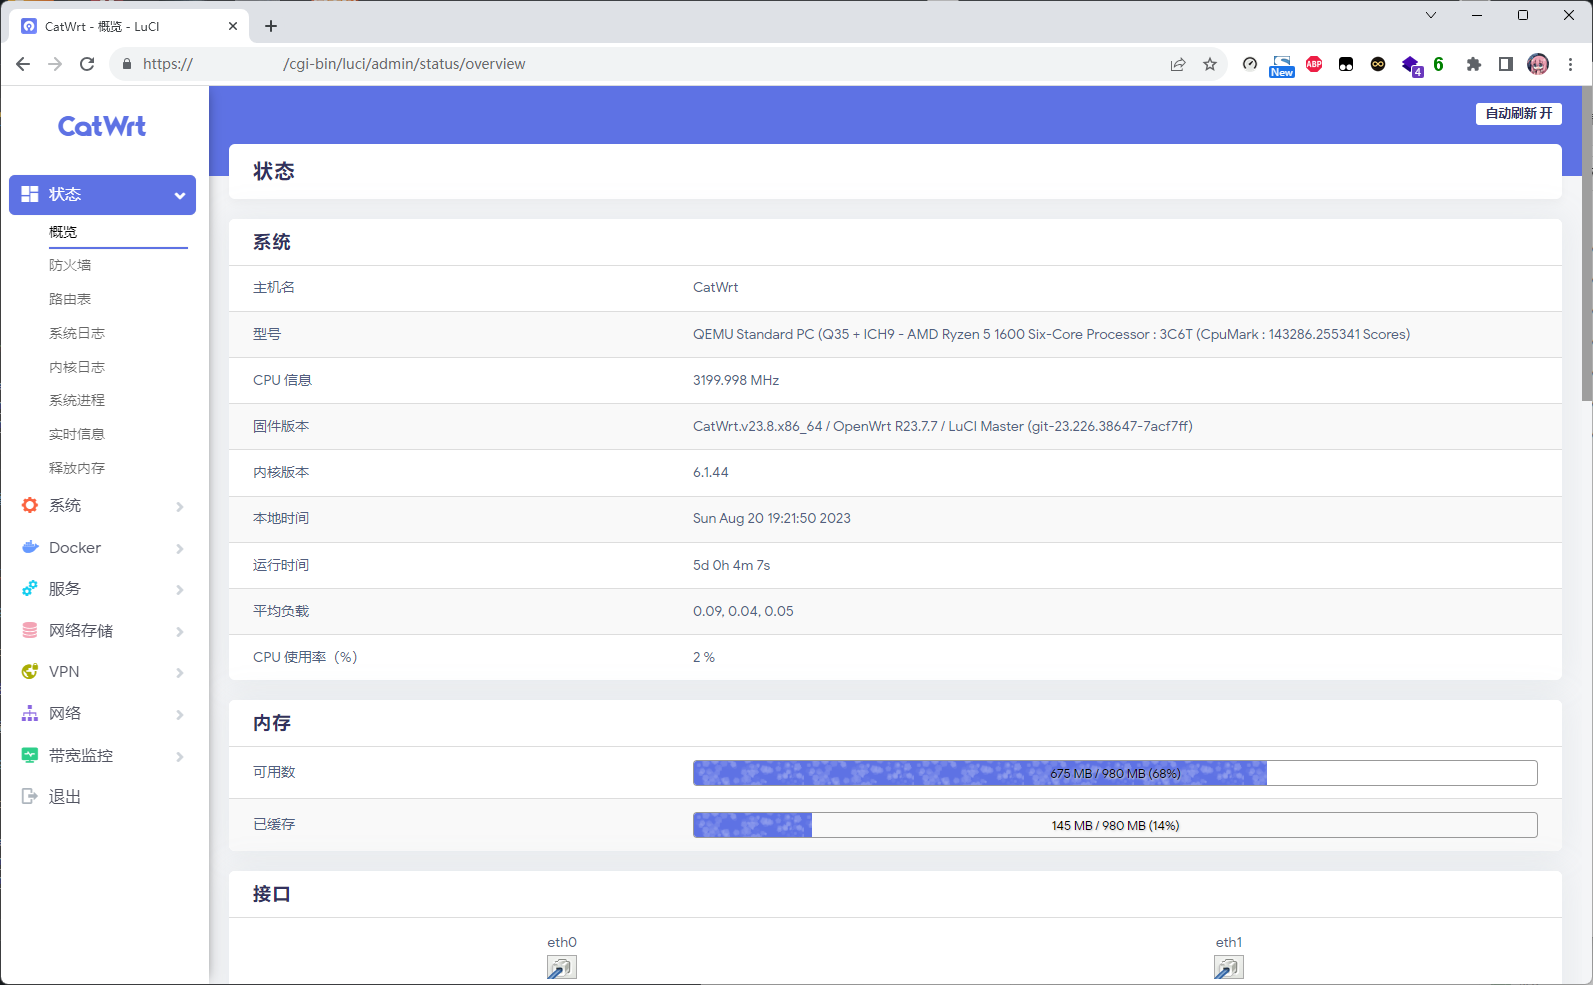 CatWrt - 概览 - LuCI
https://
/cgi-bin/luci/admin/status/overview
New
ABP
4
6
CatWrt
自动刷新 开
状态
概览
防火墙
路由表
系统日志
内核日志
系统进程
实时信息
释放内存
系统
Docker
服务
网络存储
VPN
网络
带宽监控
退出
状态
系统
主机名 CatWrt
型号 QEMU Standard PC (Q35 + ICH9 - AMD Ryzen 5 1600 Six-Core Processor : 3C6T (CpuMark : 143286.255341 Scores)
CPU 信息 3199.998 MHz
固件版本 CatWrt.v23.8.x86_64 / OpenWrt R23.7.7 / LuCI Master (git-23.226.38647-7acf7ff)
内核版本 6.1.44
本地时间 Sun Aug 20 19:21:50 2023
运行时间 5d 0h 4m 7s
平均负载 0.09, 0.04, 0.05
CPU 使用率（%） 2 %
内存
可用数 675 MB / 980 MB (68%)
已缓存 145 MB / 980 MB (14%)
接口
eth0 eth1